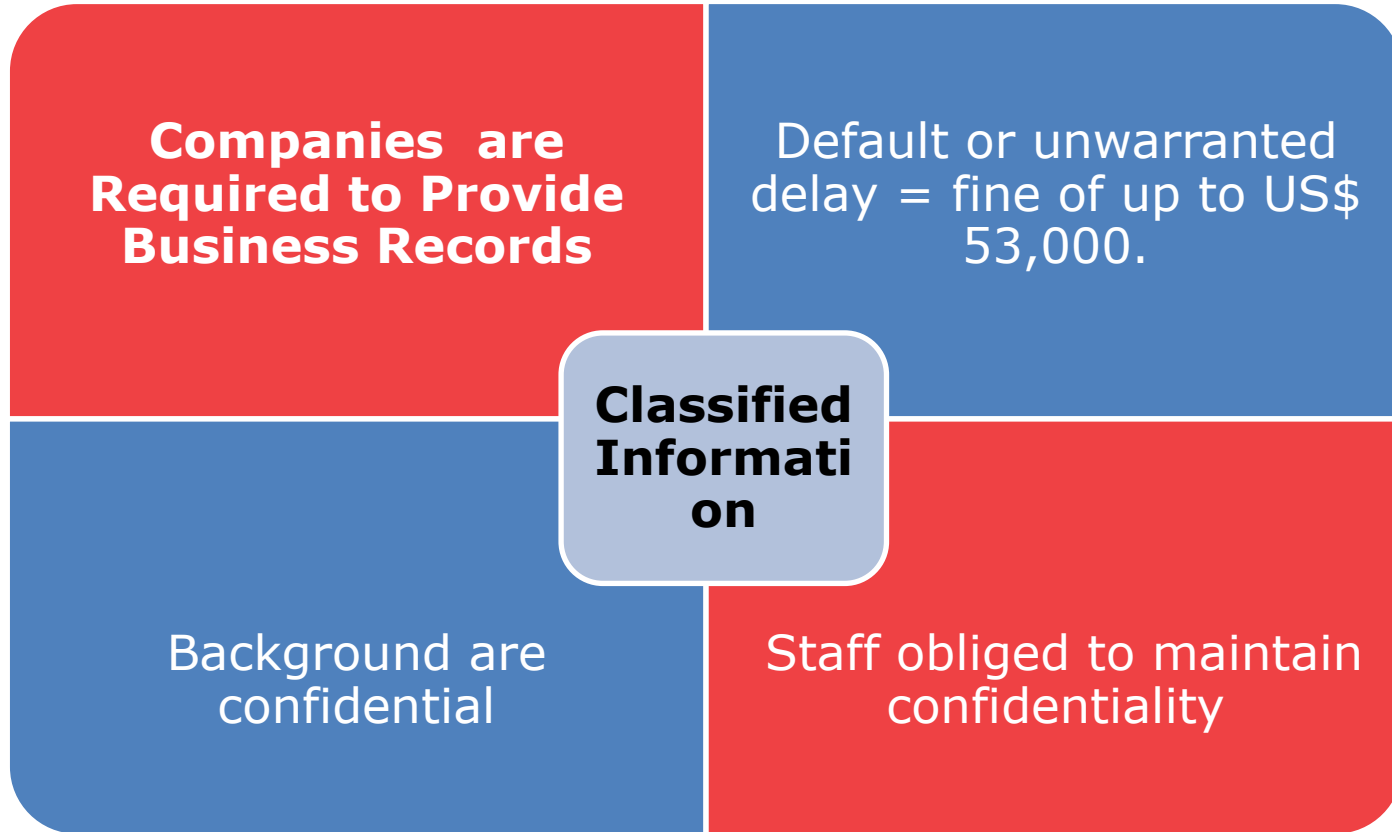 Companies  are
Required to Provide
Business Records
Default or unwarranted
delay = fine of up to US$
53,000.
Classified
Informati
on
Background are
confidential
Staff obliged to maintain
confidentiality